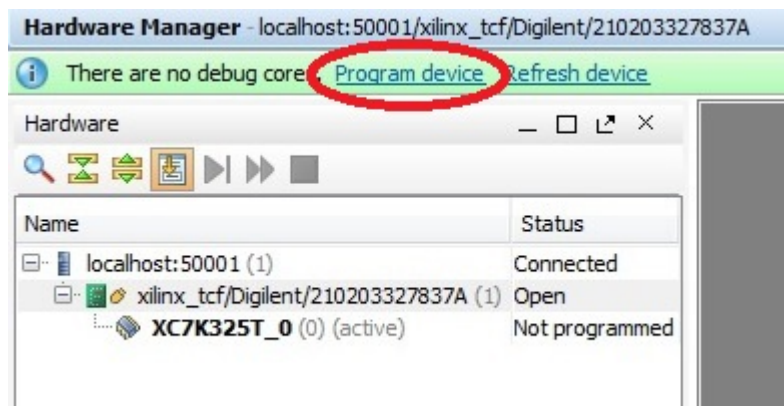 Hardware Manager - localhost:50001/xilinx_tcf/Digilent/210203327837A
There are no debug cores. Program device Refresh device
Hardware
Name Status
localhost:50001 (1) Connected
xilinx_tcf/Digilent/210203327837A (1) Open
XC7K325T_0 (0) (active) Not programmed